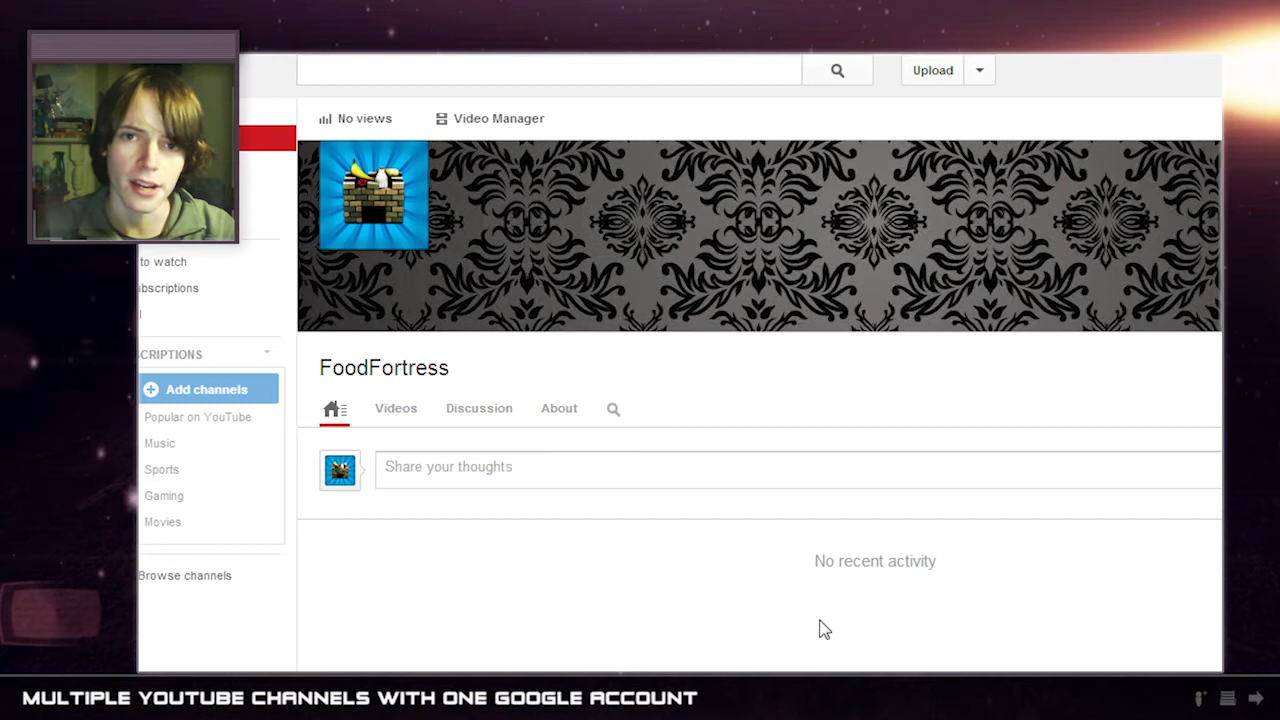 Upload
No views
Video Manager
to watch
ubscriptions
CRIPTIONS
Add channels
Popular on YouTube
Music
Sports
Gaming
Movies
Browse channels
FoodFortress
Videos
Discussion
About
Share your thoughts
No recent activity
MULTIPLE YOUTUBE CHANNELS WITH ONE GOOGLE ACCOUNT